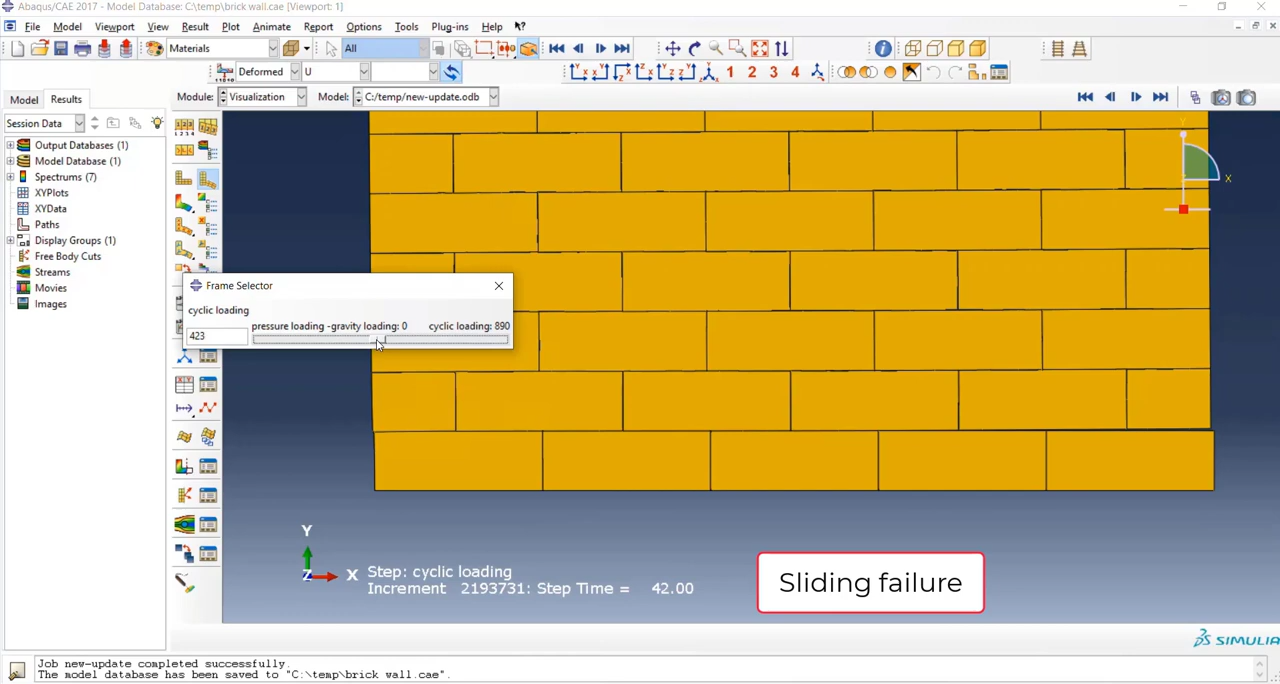 Abaqus/CAE 2017 - Model Database: C:\temp\brick wall.cae [Viewport: 1]
File Model Viewport View Result Plot Animate Report Options Tools Plug-ins Help
Materials All
Deformed U 1 2 3 4
Model Results Module: Visualization Model: C:/temp/new-update.odb
Session Data
Output Databases (1)
Model Database (1)
Spectrums (7)
XYPlots
XYData
Paths
Display Groups (1)
Free Body Cuts
Streams
Movies
Images
Y
X
Frame Selector
cyclic loading
pressure loading -gravity loading: 0 cyclic loading: 890
423
Y
Z X
Step: cyclic loading
Increment 2193731: Step Time = 42.00
Sliding failure
SIMULIA
Job new-update completed successfully.
The model database has been saved to "C:\temp\brick wall.cae".